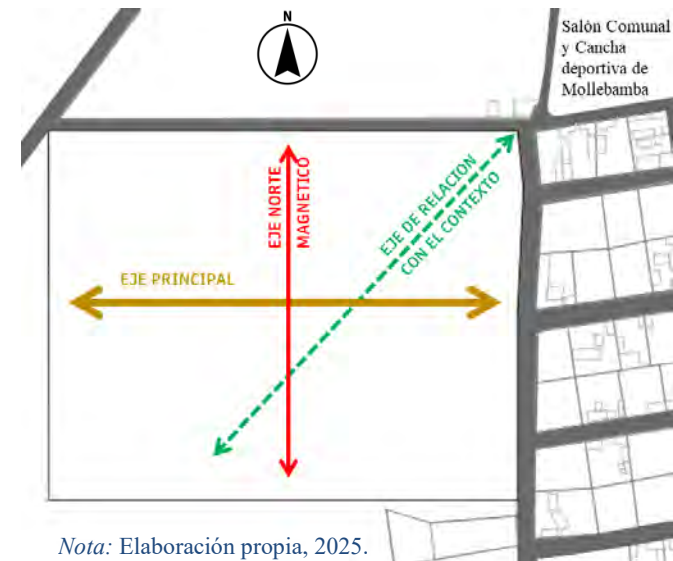 N
Salòn Comunal
y Cancha
deportiva de
Mollebamba
EJE NORTE
MAGNETICO
EJE DE RELACION
CON EL CONTEXTO
EJE PRINCIPAL
Nota: Elaboración propia, 2025.